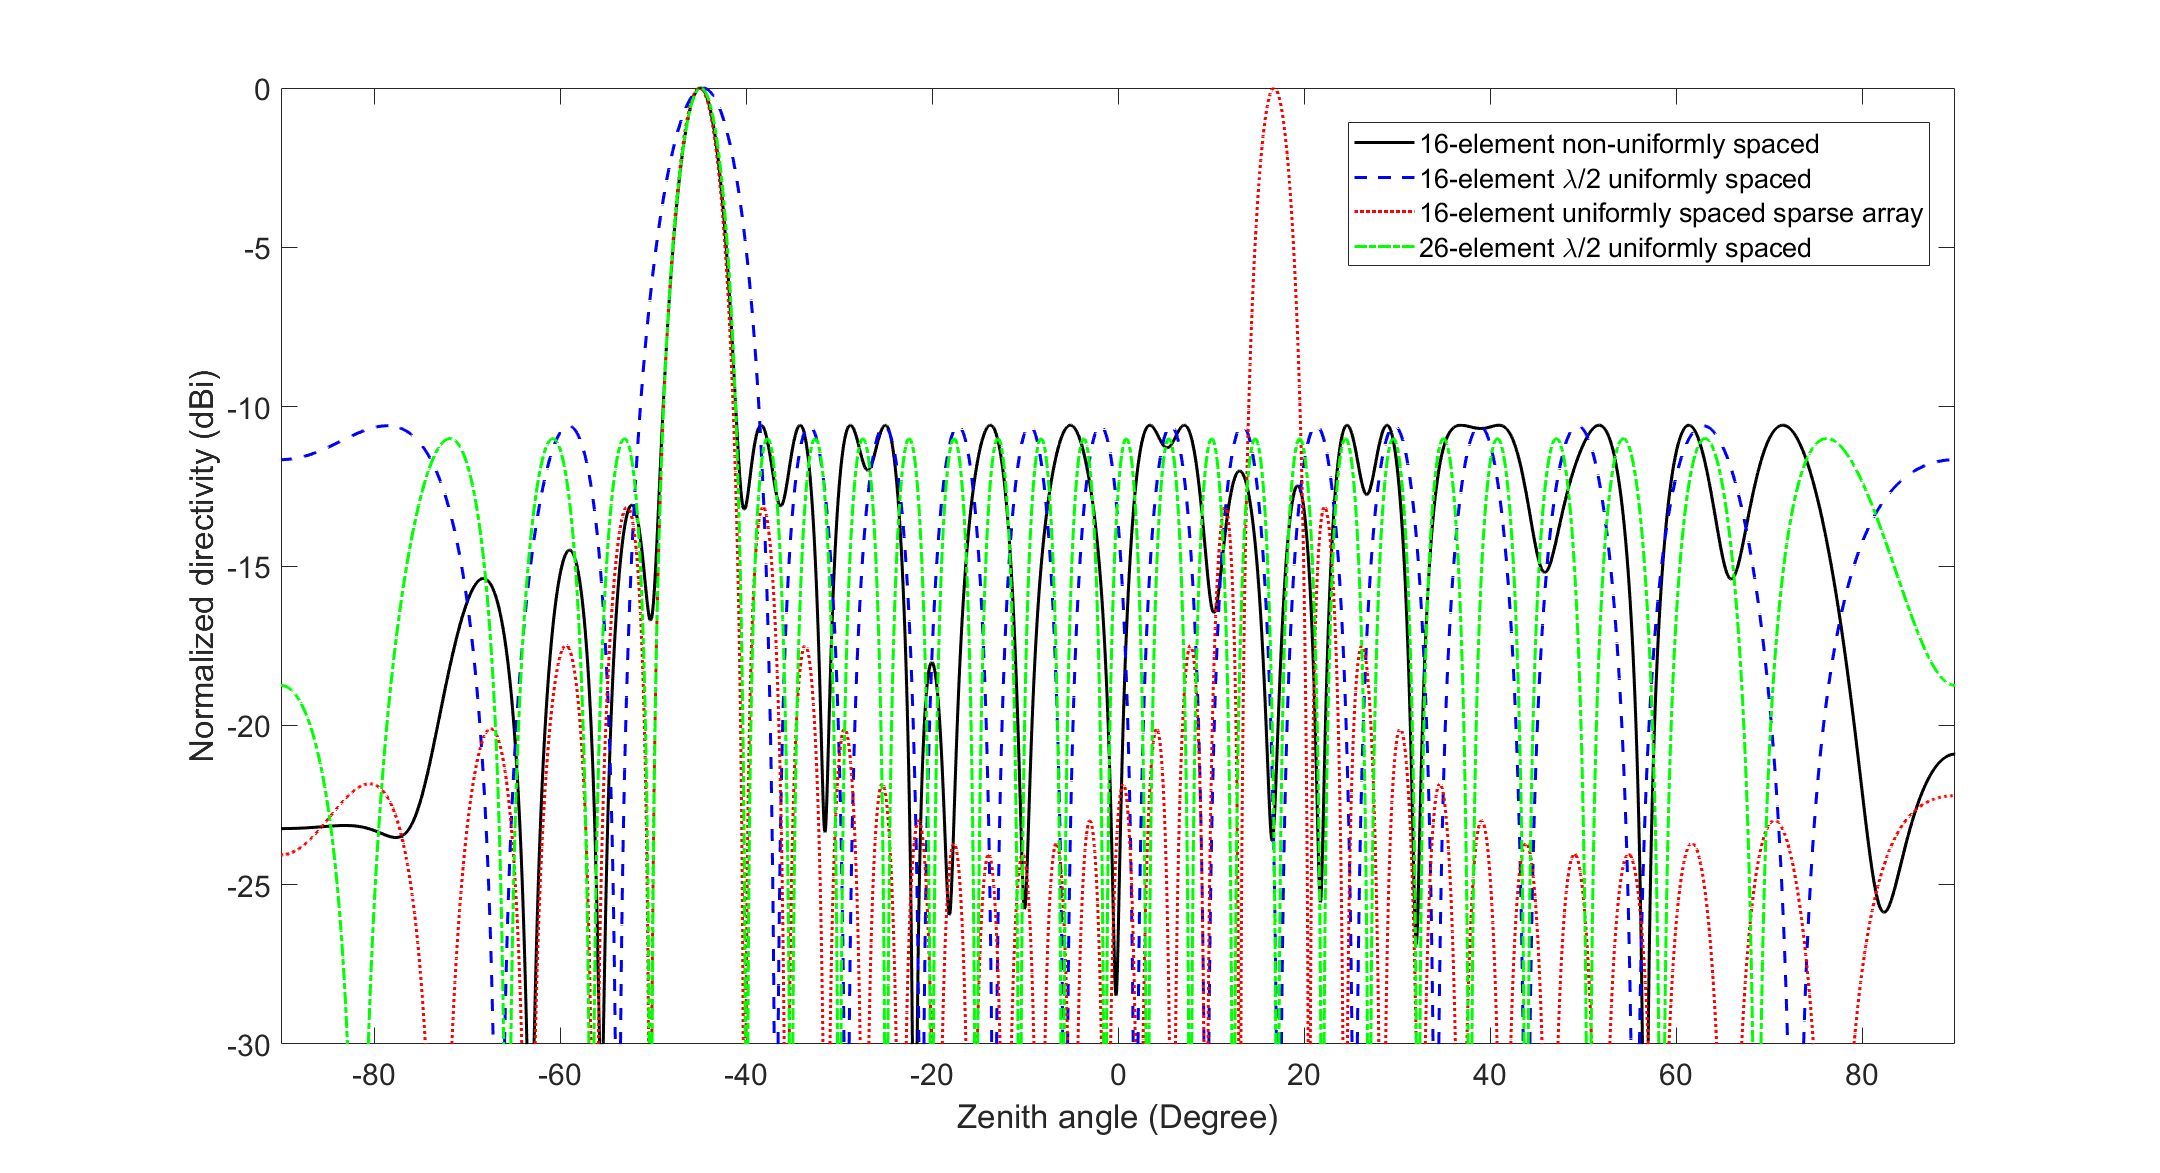 0
-5
-10
-15
-20
-25
-30
Normalized directivity (dBi)
16-element non-uniformly spaced
16-element λ/2 uniformly spaced
16-element uniformly spaced sparse array
26-element λ/2 uniformly spaced
-80 -60 -40 -20 0 20 40 60 80
Zenith angle (Degree)